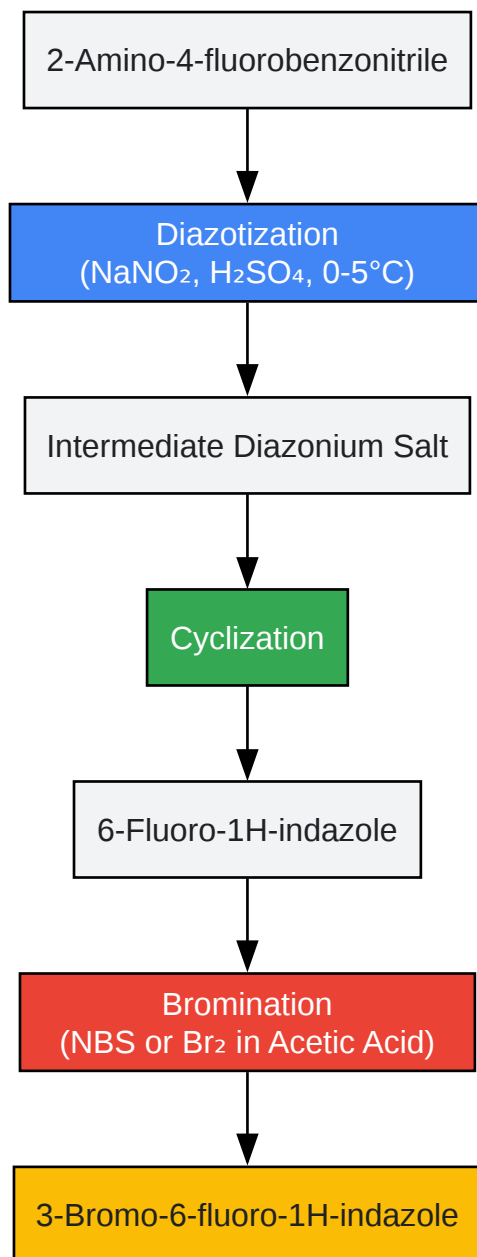 2-Amino-4-fluorobenzonitrile
Diazotization
(NaNO₂, H₂SO₄, 0-5°C)
Intermediate Diazonium Salt
Cyclization
6-Fluoro-1H-indazole
Bromination
(NBS or Br₂ in Acetic Acid)
3-Bromo-6-fluoro-1H-indazole